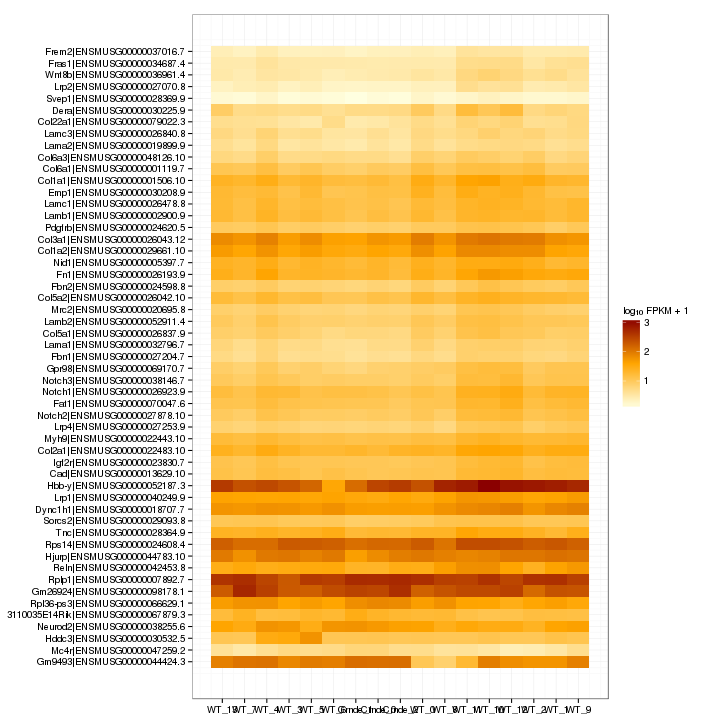 Frem2|ENSMUSG00000037016.7
Fras1|ENSMUSG00000034687.4
Wnt8b|ENSMUSG00000036961.4
Lrp2|ENSMUSG00000027070.8
Svep1|ENSMUSG00000028369.9
Dera|ENSMUSG00000030225.9
Col22a1|ENSMUSG00000079022.3
Lamc3|ENSMUSG00000026840.8
Lama2|ENSMUSG00000019899.9
Col6a3|ENSMUSG00000048126.10
Col6a1|ENSMUSG00000001119.7
Col1a1|ENSMUSG00000001506.10
Emp1|ENSMUSG00000030208.9
Lamc1|ENSMUSG00000026478.8
Lamb1|ENSMUSG00000002900.9
Pdgfrb|ENSMUSG00000024620.5
Col3a1|ENSMUSG00000026043.12
Col1a2|ENSMUSG00000029661.10
Nid1|ENSMUSG00000005397.7
Fn1|ENSMUSG00000026193.9
Fbn2|ENSMUSG00000024598.8
Col5a2|ENSMUSG00000026042.10
Mrc2|ENSMUSG00000020695.8
Lamb2|ENSMUSG00000052911.4
Col5a1|ENSMUSG00000026837.9
Lama1|ENSMUSG00000032796.7
Fbn1|ENSMUSG00000027204.7
Gpr98|ENSMUSG00000069170.7
Notch3|ENSMUSG00000038146.7
Notch1|ENSMUSG00000026923.9
Fat1|ENSMUSG00000070047.6
Notch2|ENSMUSG00000027878.10
Lrp4|ENSMUSG00000027253.9
Myh9|ENSMUSG00000022443.10
Col2a1|ENSMUSG00000022483.10
Igf2r|ENSMUSG00000023830.7
Cad|ENSMUSG00000013629.10
Hbb-y|ENSMUSG00000052187.3
Lrp1|ENSMUSG00000040249.9
Dync1h1|ENSMUSG00000018707.7
Sorcs2|ENSMUSG00000029093.8
Tnc|ENSMUSG00000028364.9
Rps14|ENSMUSG00000024608.4
Hjurp|ENSMUSG00000044783.10
Reln|ENSMUSG00000042453.8
Rplp1|ENSMUSG00000007892.7
Gm26924|ENSMUSG00000098178.1
Rpl36-ps3|ENSMUSG00000066629.1
3110035E14Rik|ENSMUSG00000067879.3
Neurod2|ENSMUSG00000038255.6
Hddc3|ENSMUSG00000030532.5
Mc4r|ENSMUSG00000047259.2
Gm9493|ENSMUSG00000044424.3
log10 FPKM + 1
3
2
1
WT_9